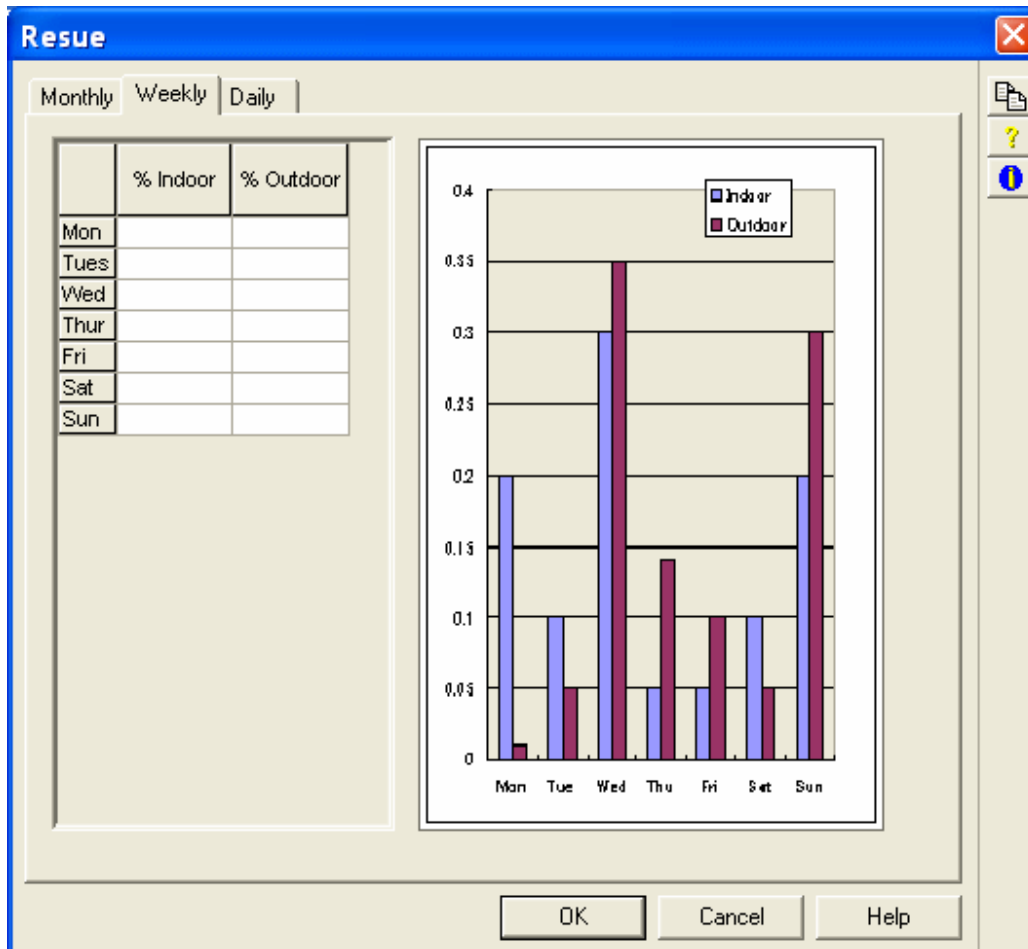 Resue
Monthly Weekly Daily
% Indoor % Outdoor
Mon
Tues
Wed
Thur
Fri
Sat
Sun
Indoor
Outdoor
0.4
0.35
0.3
0.25
0.2
0.15
0.1
0.05
0
Mon Tue Wed Thu Fri Sat Sun
OK Cancel Help